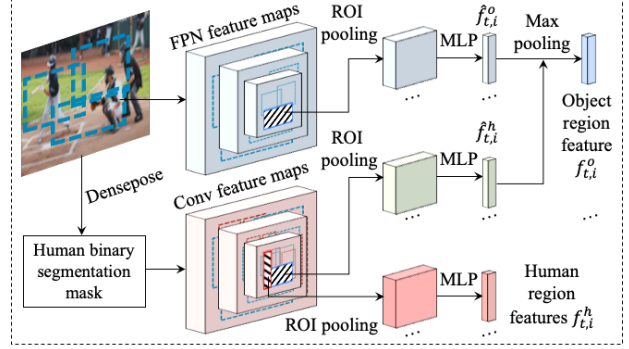 FPN feature maps
ROI
pooling
MLP
f̂ᵒₜ,ᵢ
Max
pooling
Object
region
feature
fᵒₜ,ᵢ
...
...
...
Densepose
Conv feature maps
ROI
pooling
MLP
f̂ʰₜ,ᵢ
...
...
Human binary
segmentation
mask
ROI pooling
MLP
Human
region
features fʰₜ,ᵢ
...
...